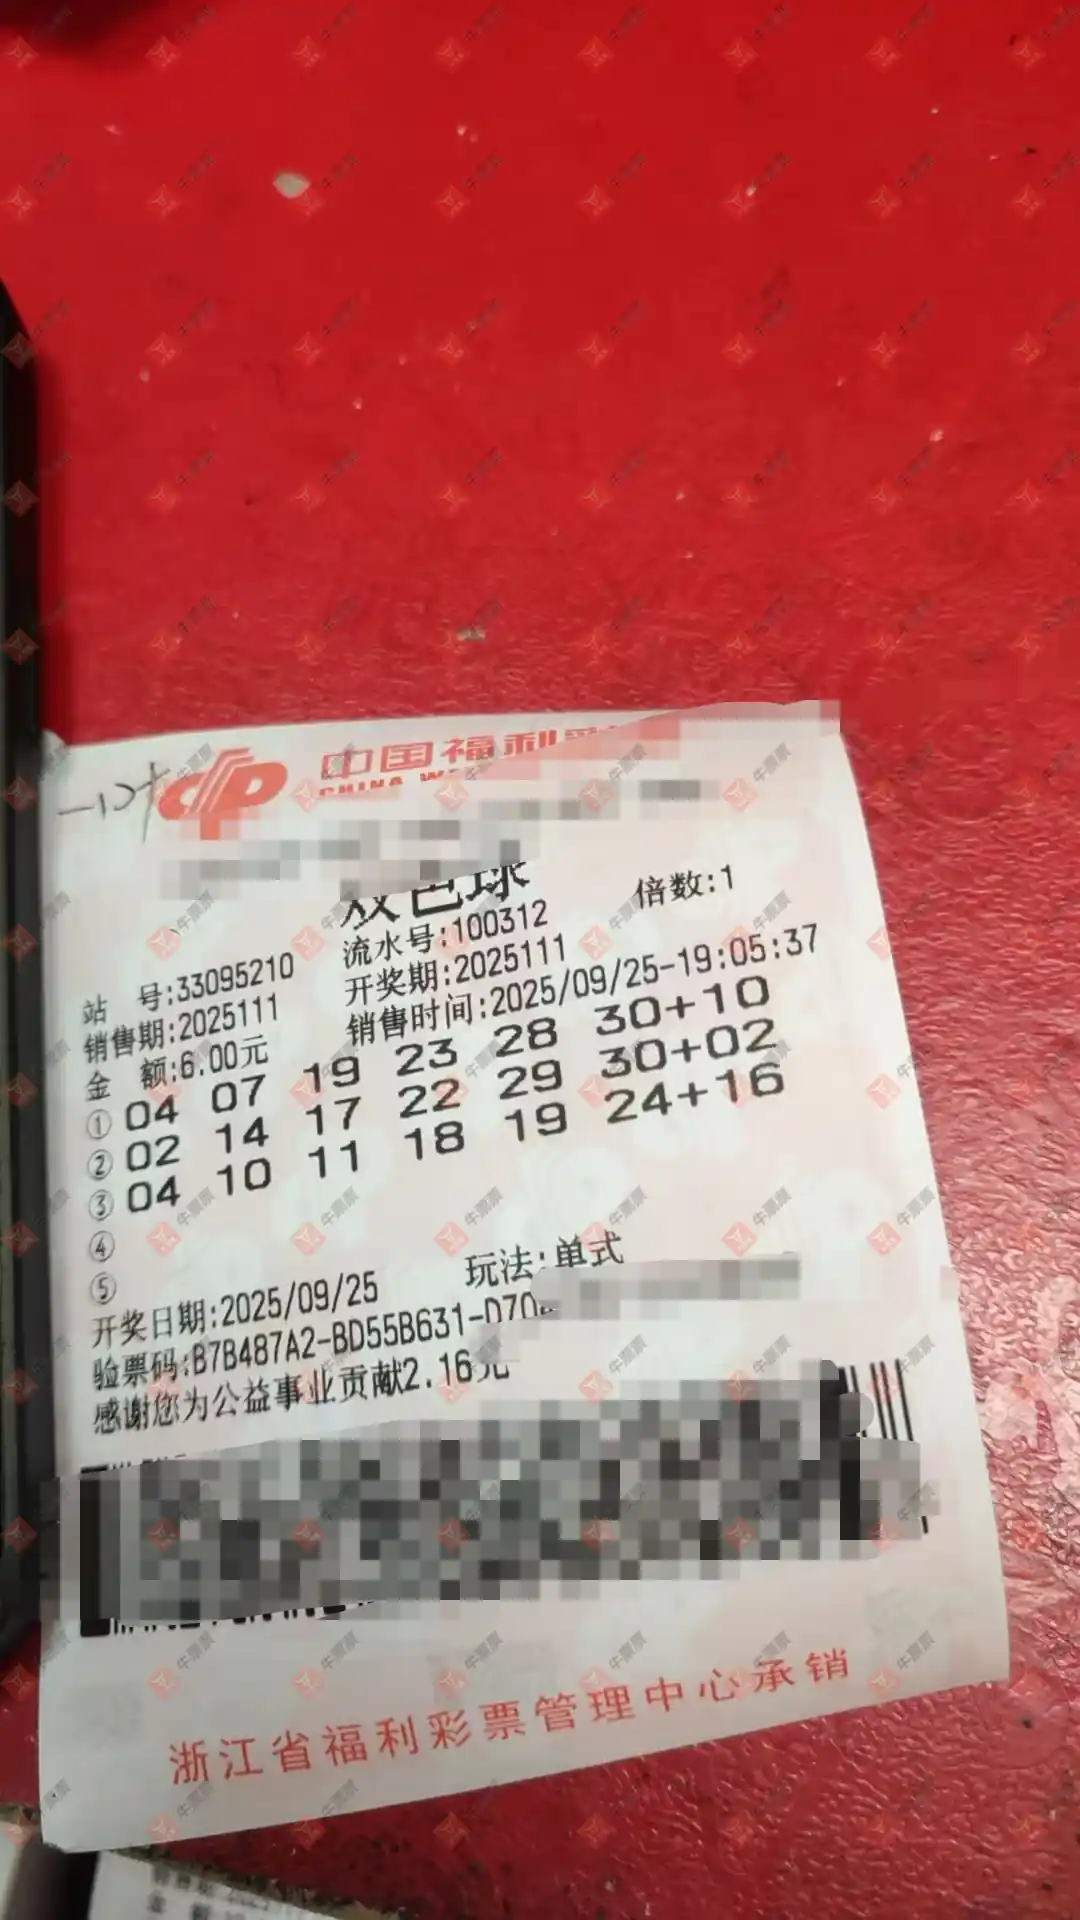 中国福利
CHINA W
双色球
倍数:1
站 号:33095210 流水号:100312
销售期:2025111 开奖期:2025111
金 额:6.00元 销售时间:2025/09/25-19:05:37
① 04 07 19 23 28 30+10
② 02 14 17 22 29 30+02
③ 04 10 11 18 19 24+16
④
⑤
开奖日期:2025/09/25 玩法:单式
验票码:B7B487A2-BD55B631-D70
感谢您为公益事业贡献2.16元
浙江省福利彩票管理中心承销
牛票票